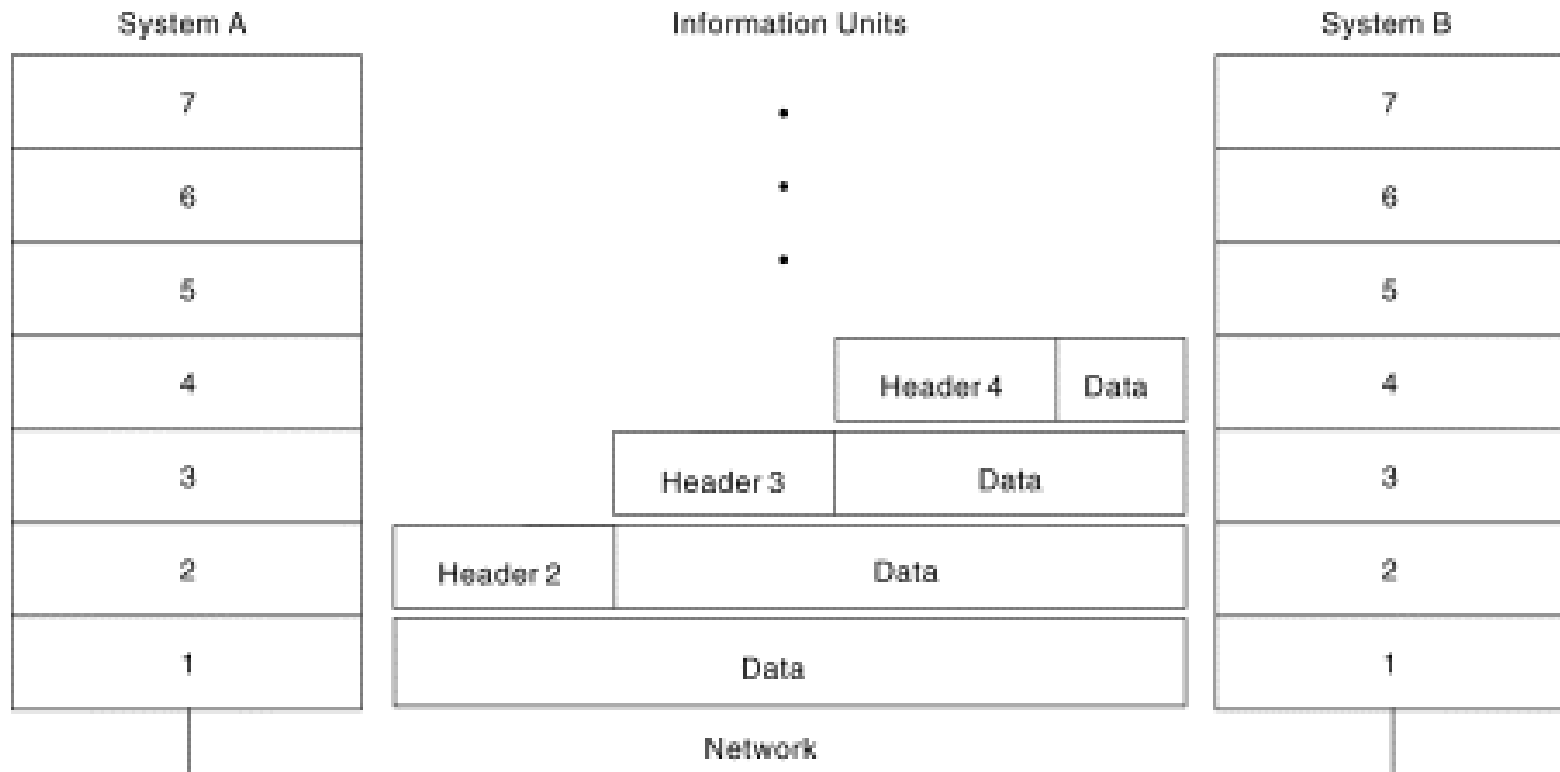 System A Information Units System B
7 7
6 6
5 5
4 Header 4 Data 4
3 Header 3 Data 3
2 Header 2 Data 2
1 Data 1
Network